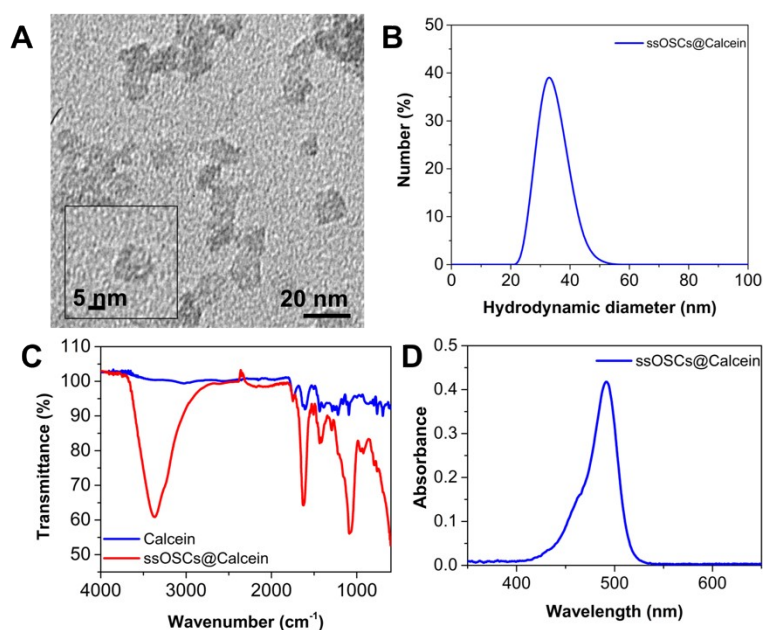 A
5 nm
20 nm
B
50
40
30
20
10
0
Number (%)
ssOSCs@Calcein
0 20 40 60 80 100
Hydrodynamic diameter (nm)
C
110
100
90
80
70
60
50
Transmittance (%)
Calcein
ssOSCs@Calcein
4000 3000 2000 1000
Wavenumber (cm⁻¹)
D
0.5
0.4
0.3
0.2
0.1
0.0
Absorbance
ssOSCs@Calcein
400 500 600
Wavelength (nm)